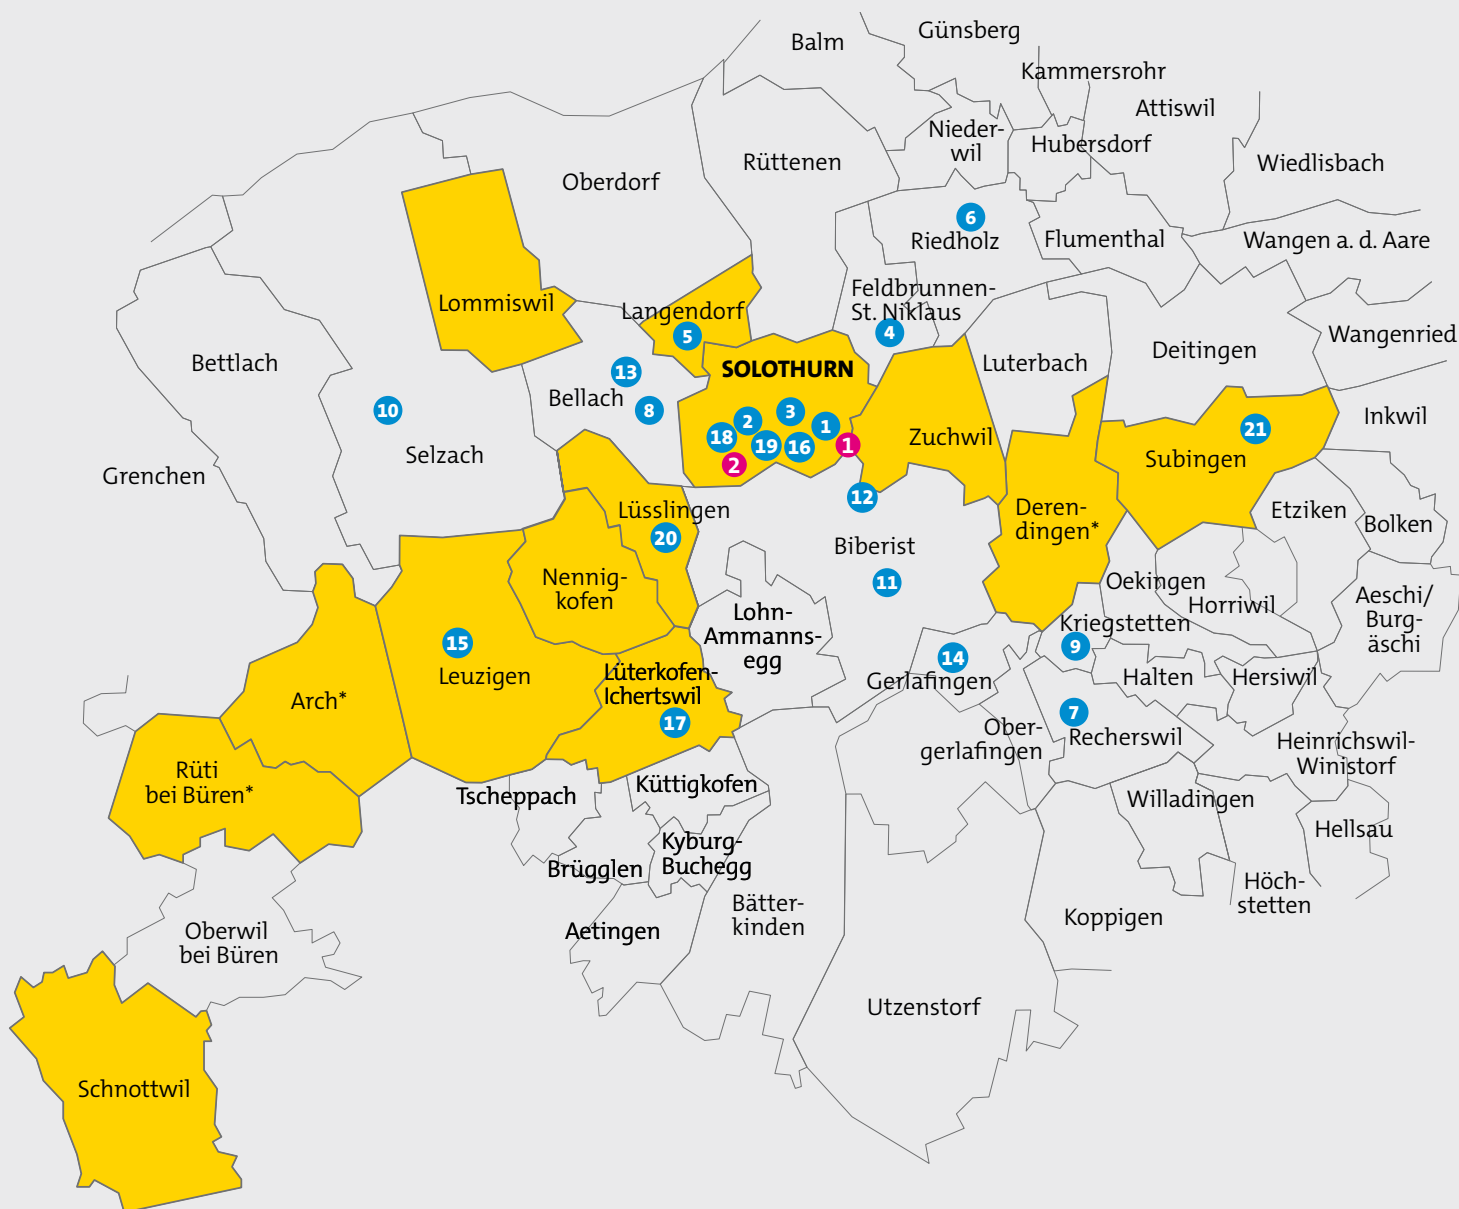 Günsberg
Balm
Kammersrohr
Attiswil
Nieder-
wil
Hubersdorf
Rüttenen
Wiedlisbach
Oberdorf
6
Riedholz
Flumenthal
Wangen a. d. Aare
Feldbrunnen-
St. Niklaus
4
Lommiswil
Langendorf
5
Wangenried
Deitingen
Luterbach
Bettlach
SOLOTHURN
13
Bellach
8
10
3
2
1
18
19
16
1
2
Zuchwil
21
Subingen
Inkwil
Selzach
Grenchen
12
Lüsslingen
20
Deren-
dingen*
Etziken
Bolken
Biberist
11
Nennig-
kofen
Oekingen
Horriwil
Aeschi/
Burg-
äschi
Lohn-
Ammanns-
egg
Kriegstetten
9
15
Leuzigen
14
Gerlafingen
Halten
Hersiwil
Lüterkofen-
Ichertswil
17
Arch*
7
Recherswil
Ober-
gerlafingen
Heinrichswil-
Winistorf
Rüti
bei Büren*
Tscheppach
Küttigkofen
Willadingen
Hellsau
Kyburg-
Buchegg
Brügglen
Höch-
stetten
Bätter-
kinden
Koppigen
Aetingen
Oberwil
bei Büren
Utzenstorf
Schnottwil